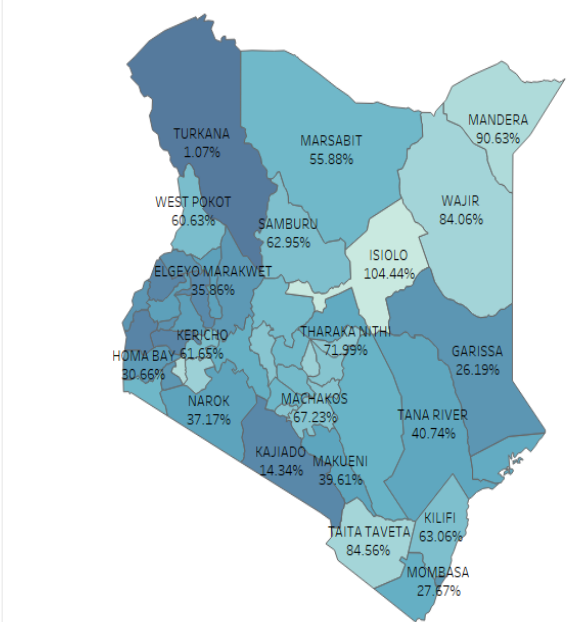 TURKANA
1.07%
MARSABIT
55.88%
MANDERA
90.63%
WEST POKOT
60.63%
SAMBURU
62.95%
WAJIR
84.06%
ISIOLO
104.44%
ELGEYO MARAKWET
35.86%
KERICHO
61.65%
THARAKA NITHI
71.99%
HOMA BAY
30.66%
GARISSA
26.19%
NAROK
37.17%
MACHAKOS
67.23%
TANA RIVER
40.74%
KAJIADO
14.34%
MAKUENI
39.61%
TAITA TAVETA
84.56%
KILIFI
63.06%
MOMBASA
27.67%